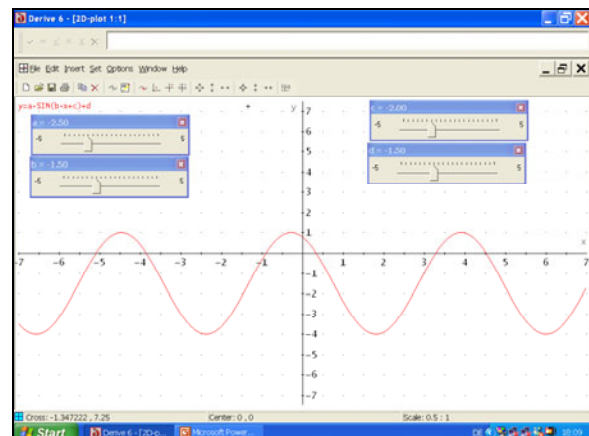 Derive 6 - [2D-plot 1:1]
File Edit Insert Set Options Window Help
y=a·SIN(b·x+c)+d
a = -2.50
-5 5
b = -1.50
-5 5
c = -2.00
-5 5
d = -1.50
-5 5
y
7
6
5
4
3
2
1
x
-7 -6 -5 -4 -3 -2 -1 1 2 3 4 5 6 7
-1
-2
-3
-4
-5
-6
-7
Cross: -1.347222 , 7.25 Center: 0 , 0 Scale: 0.5 : 1
Start Derive 6 - [2D-p... Microsoft Power... DE 18:09